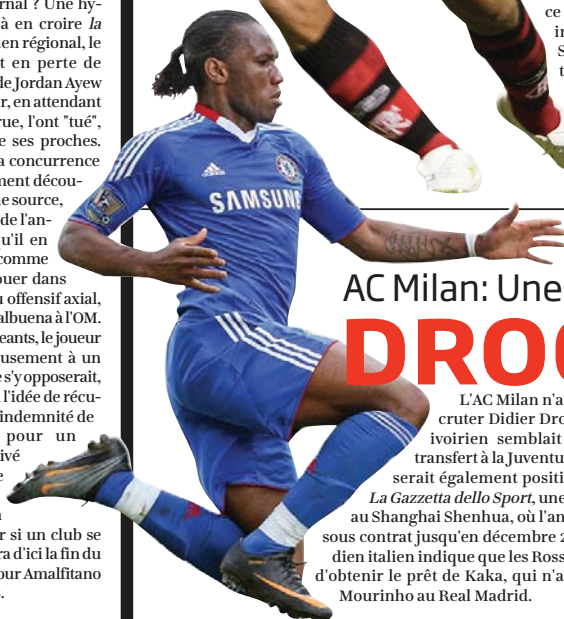 rnal ? Une hy-
à en croire la
en régional, le
t en perte de
de Jordan Ayew
r, en attendant
rue, l'ont "tué",
e ses proches.
a concurrence
ment décou-
e source,
de l'an-
u'il en
comme
ouer dans
u offensif axial,
albuena à l'OM.
eants, le joueur
usement à un
e s'y opposerait,
l'idée de récu-
indemnité de
pour un
ivé
e
r si un club se
ra d'ici la fin du
our Amalfitano
.
ce
in
S
t
adidas
SAMSUNG
AC Milan: Une
DROG
L'AC Milan n'a
cruter Didier Dro
ivoirien semblait
transfert à la Juventu
serait également positi
La Gazzetta dello Sport, une
au Shanghai Shenhua, où l'an
sous contrat jusqu'en décembre 2
dien italien indique que les Ross
d'obtenir le prêt de Kaka, qui n'a
Mourinho au Real Madrid.